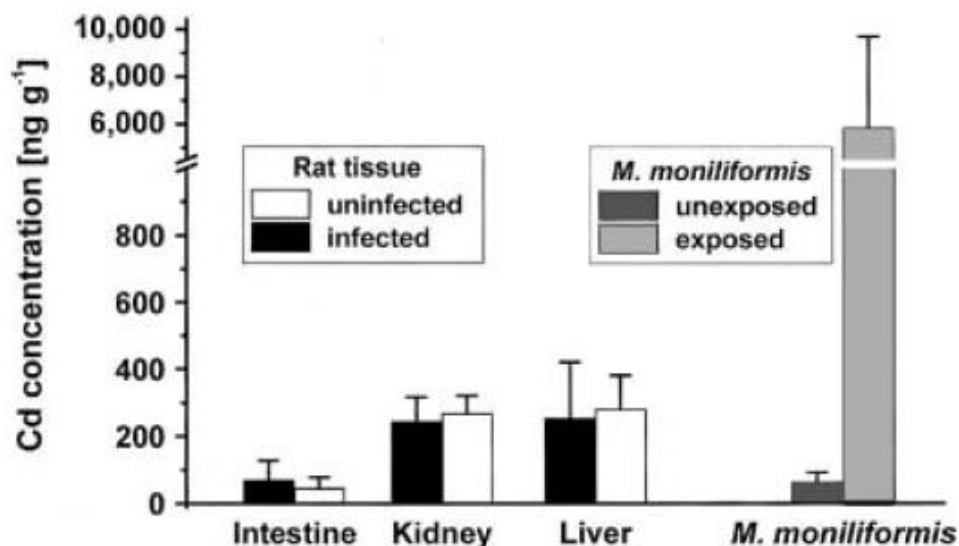 Cd concentration [ng g⁻¹]
10,000
8,000
6,000
800
600
400
200
0
Rat tissue
uninfected
infected
M. moniliformis
unexposed
exposed
Intestine Kidney Liver M. moniliformis